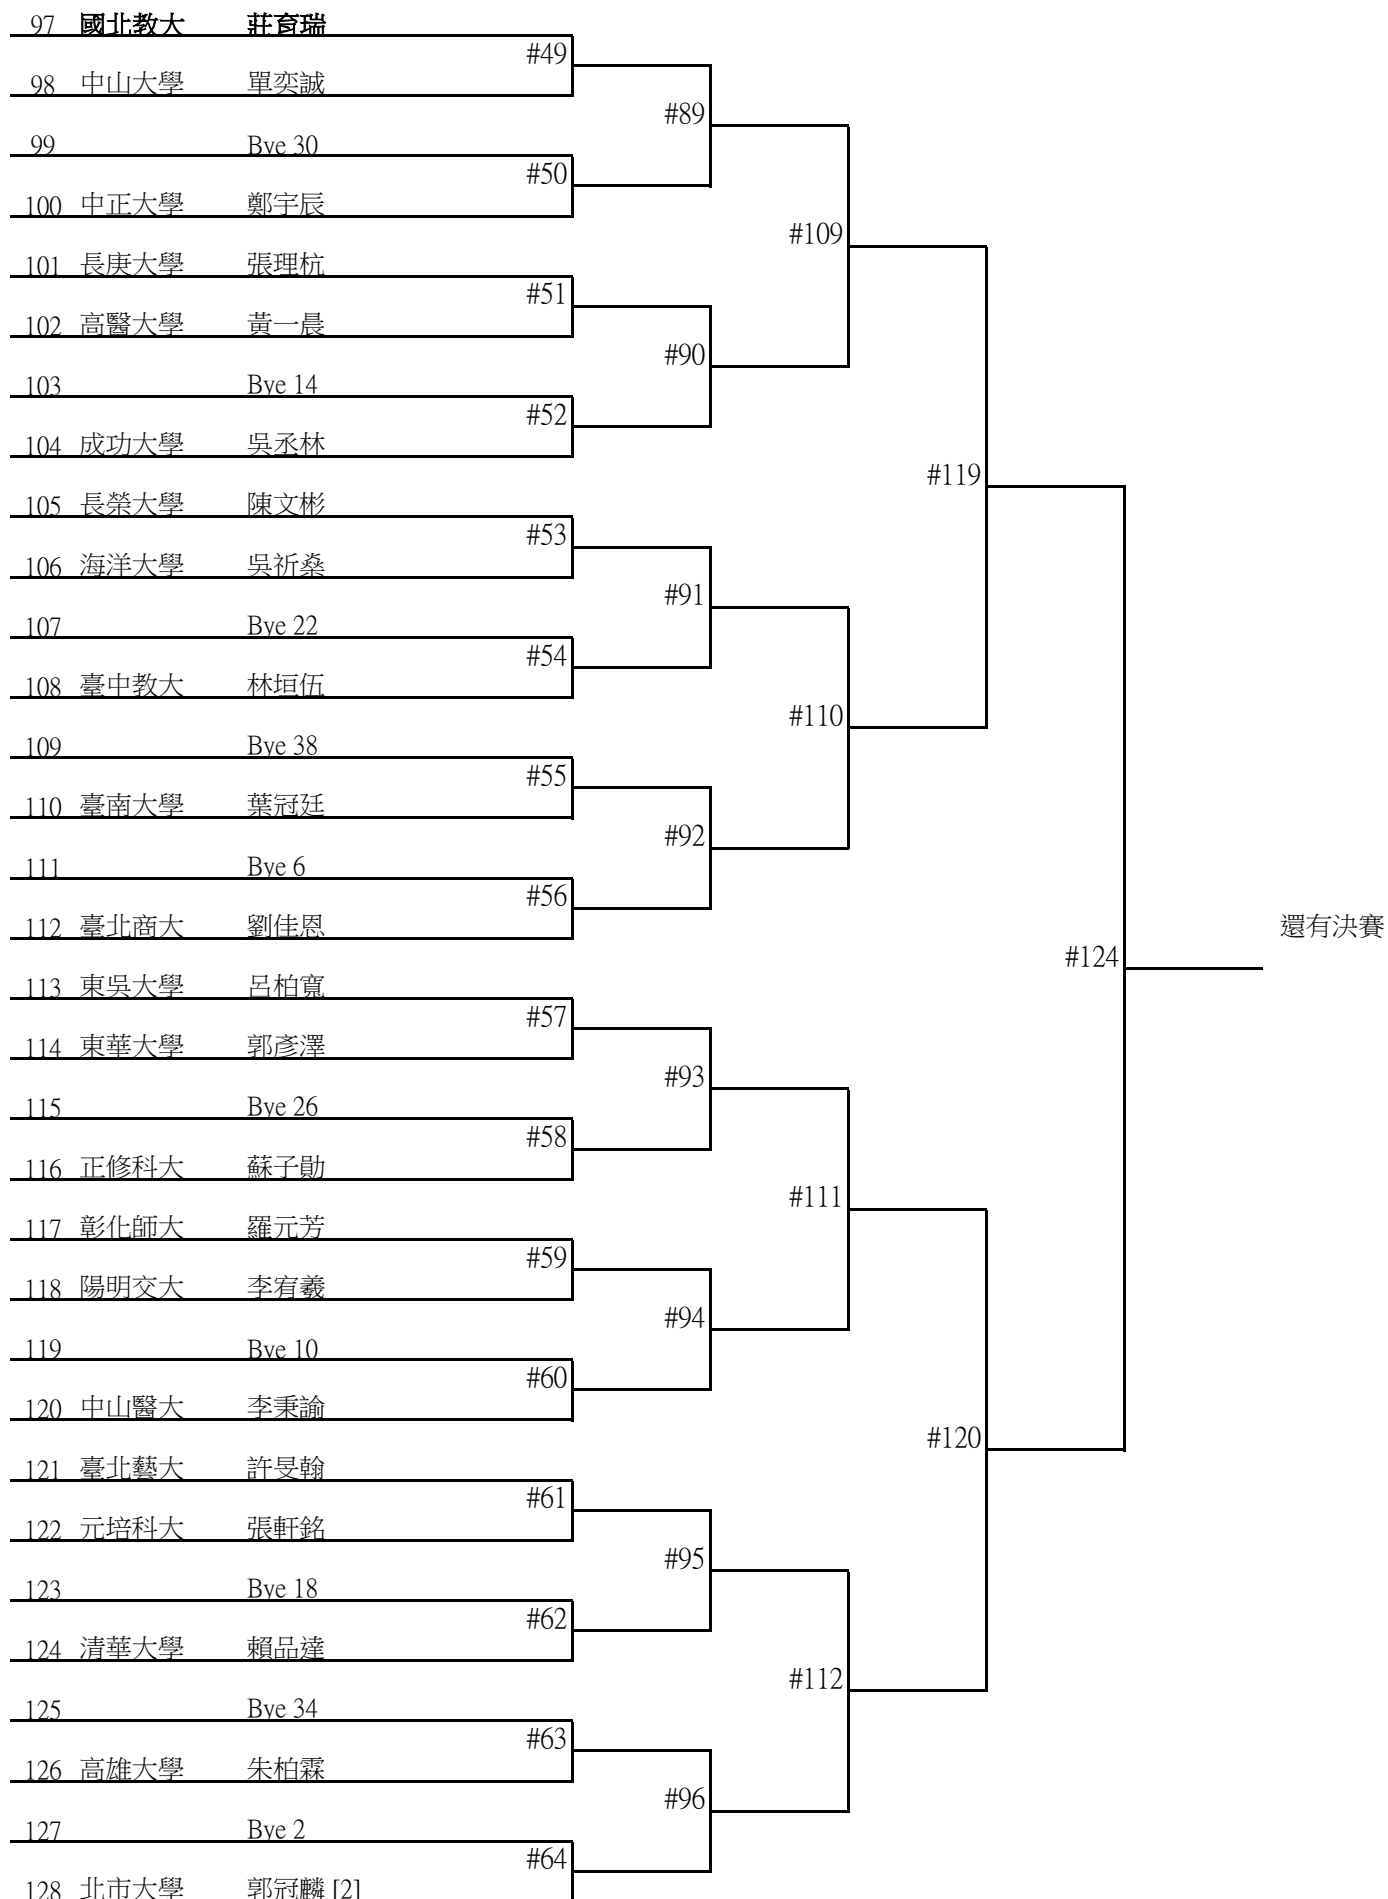 97 國北教大 莊育瑞
#49
98 中山大學 單奕誠
#89
99 Bye 30
#50
100 中正大學 鄭宇辰
#109
101 長庚大學 張理杭
#51
102 高醫大學 黃一晨
#90
103 Bye 14
#52
104 成功大學 吳丞林
#119
105 長榮大學 陳文彬
#53
106 海洋大學 吳祈燊
#91
107 Bye 22
#54
108 臺中教大 林垣伍
#110
109 Bye 38
#55
110 臺南大學 葉冠廷
#92
111 Bye 6
#56
112 臺北商大 劉佳恩
還有決賽
#124
113 東吳大學 呂柏寬
#57
114 東華大學 郭彥澤
#93
115 Bye 26
#58
116 正修科大 蘇子勛
#111
117 彰化師大 羅元芳
#59
118 陽明交大 李宥羲
#94
119 Bye 10
#60
120 中山醫大 李秉諭
#120
121 臺北藝大 許旻翰
#61
122 元培科大 張軒銘
#95
123 Bye 18
#62
124 清華大學 賴品達
#112
125 Bye 34
#63
126 高雄大學 朱柏霖
#96
127 Bye 2
#64
128 北市大學 郭冠麟 [2]